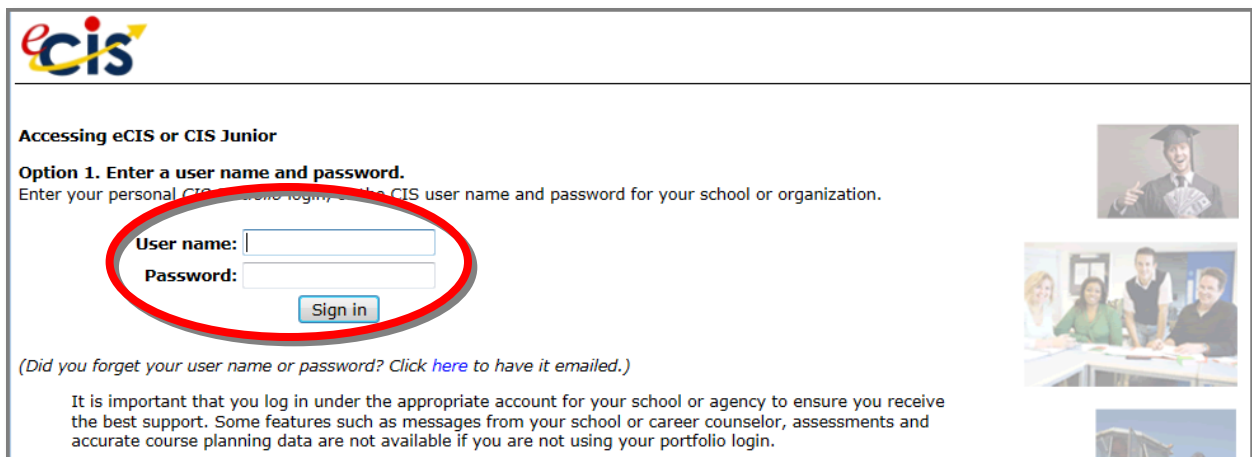 ecis
Accessing eCIS or CIS Junior
Option 1. Enter a user name and password.
Enter your personal CIS Portfolio login, or the CIS user name and password for your school or organization.
User name:
Password:
Sign in
(Did you forget your user name or password? Click here to have it emailed.)
It is important that you log in under the appropriate account for your school or agency to ensure you receive
the best support. Some features such as messages from your school or career counselor, assessments and
accurate course planning data are not available if you are not using your portfolio login.